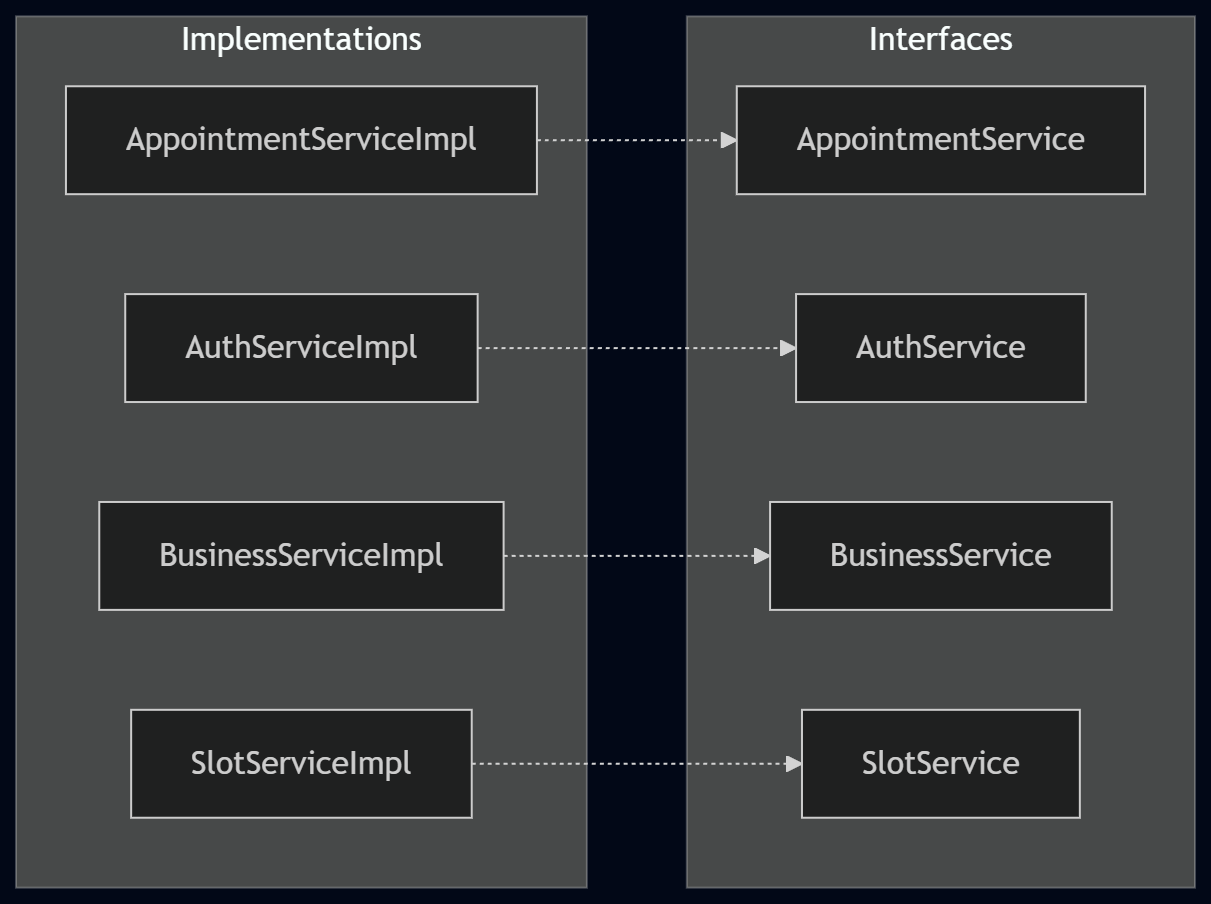 Implementations
AppointmentServiceImpl
AuthServiceImpl
BusinessServiceImpl
SlotServiceImpl
Interfaces
AppointmentService
AuthService
BusinessService
SlotService